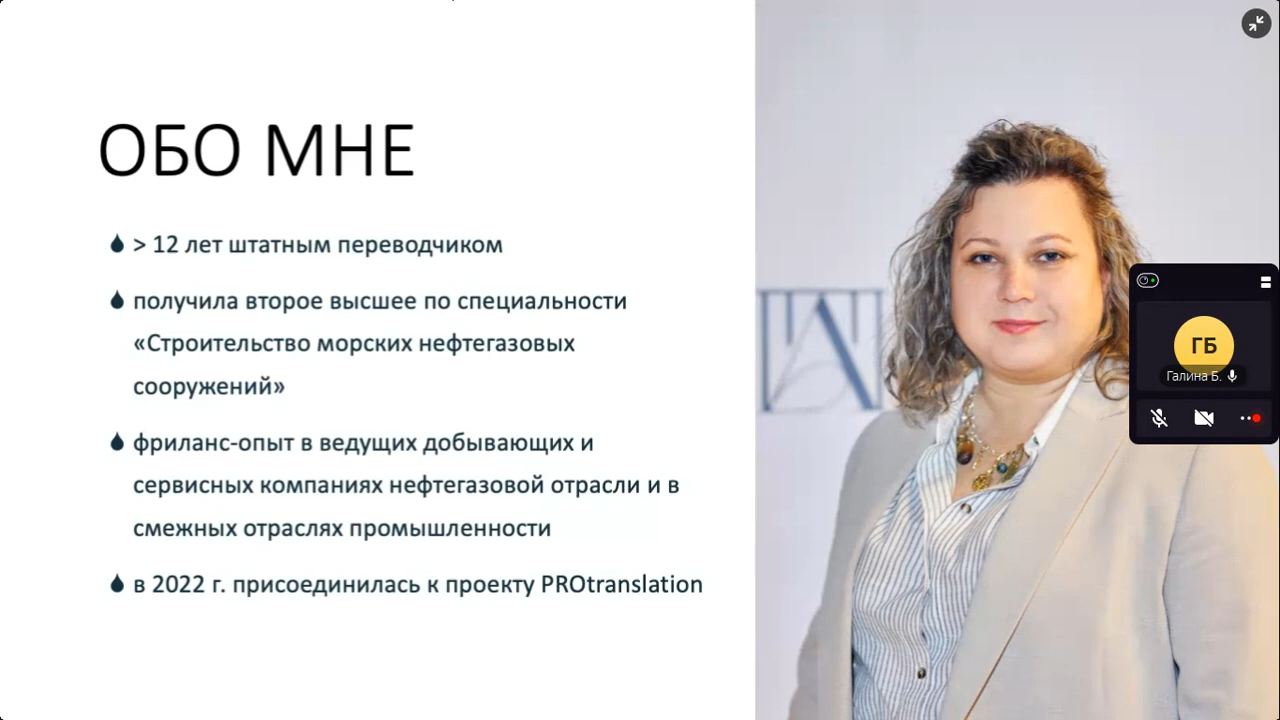 ОБО МНЕ
> 12 лет штатным переводчиком
получила второе высшее по специальности
«Строительство морских нефтегазовых
сооружений»
фриланс-опыт в ведущих добывающих и
сервисных компаниях нефтегазовой отрасли и в
смежных отраслях промышленности
в 2022 г. присоединилась к проекту PROtranslation
ГБ
Галина Б.